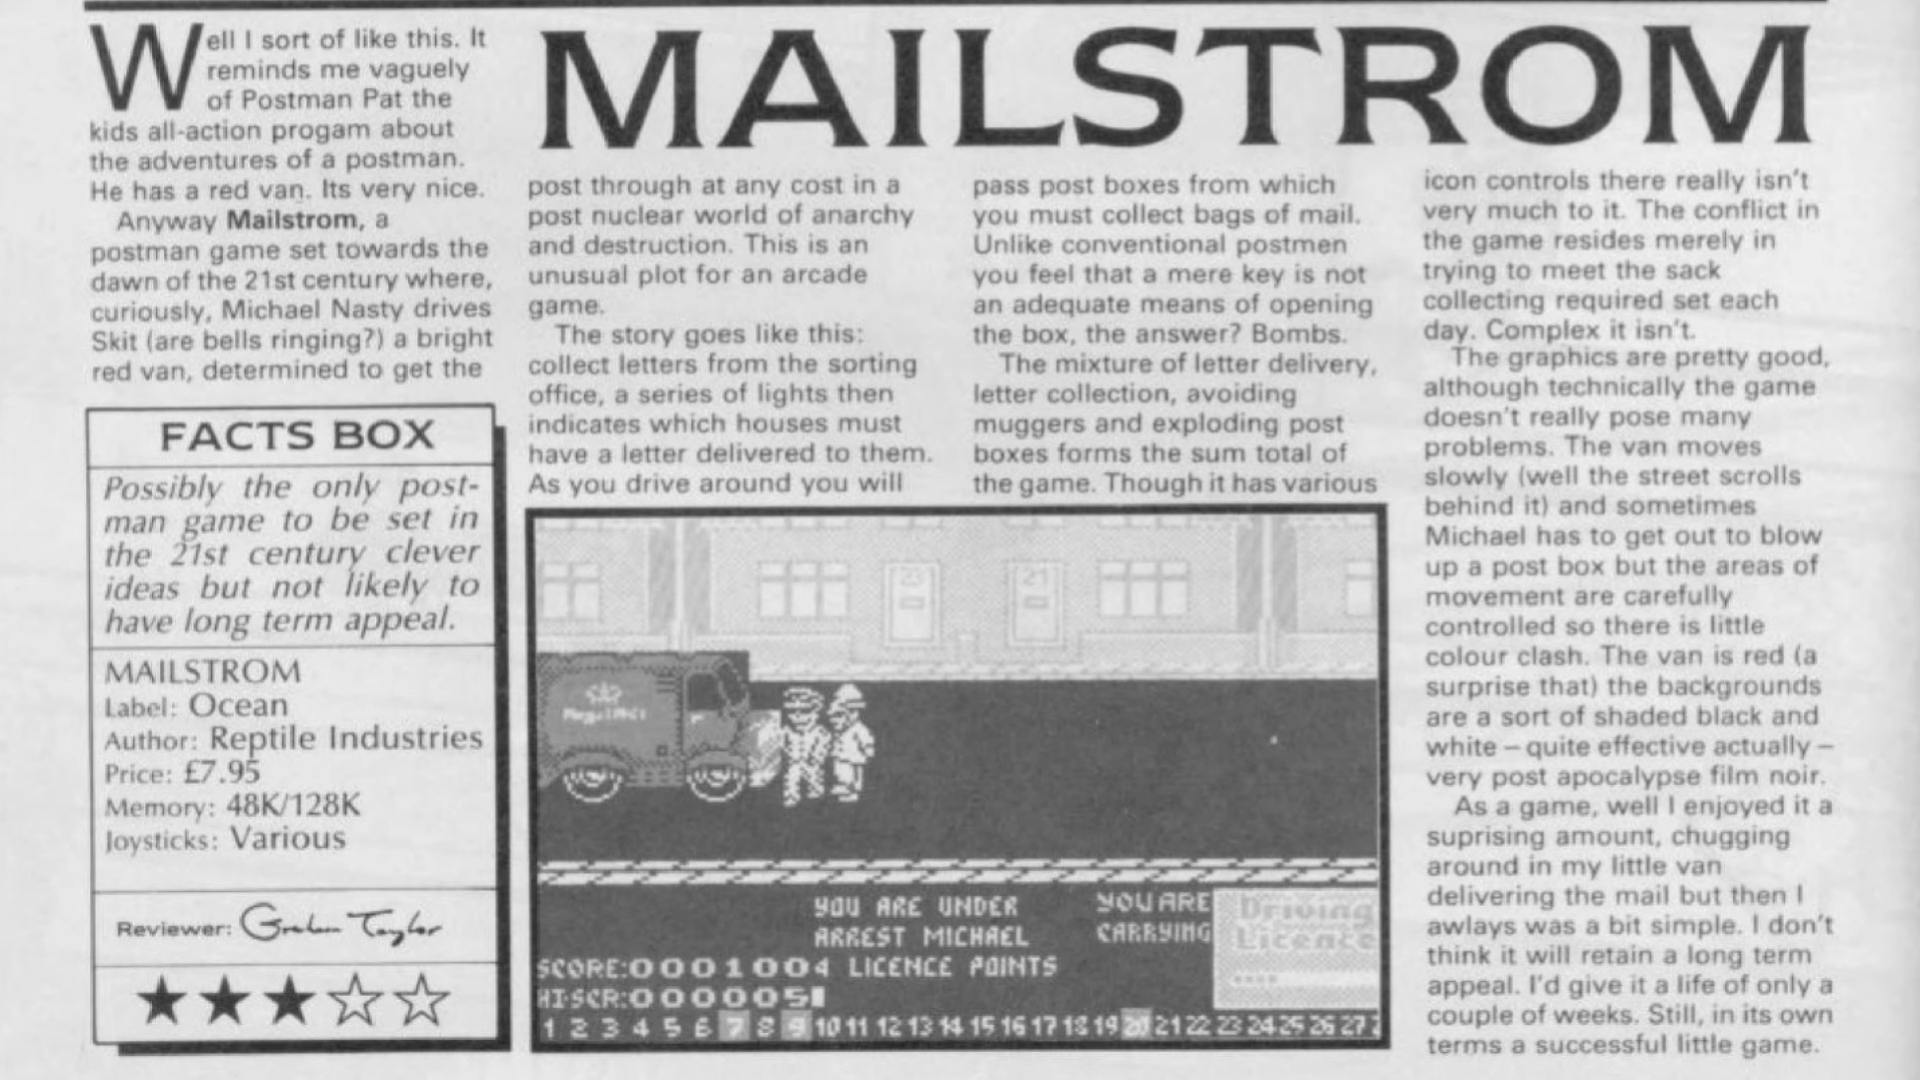 MAILSTROM
Well I sort of like this. It
reminds me vaguely
of Postman Pat the
kids all-action progam about
the adventures of a postman.
He has a red van. Its very nice.
Anyway Mailstrom, a
postman game set towards the
dawn of the 21st century where,
curiously, Michael Nasty drives
Skit (are bells ringing?) a bright
red van, determined to get the
post through at any cost in a
post nuclear world of anarchy
and destruction. This is an
unusual plot for an arcade
game.
The story goes like this:
collect letters from the sorting
office, a series of lights then
indicates which houses must
have a letter delivered to them.
As you drive around you will
pass post boxes from which
you must collect bags of mail.
Unlike conventional postmen
you feel that a mere key is not
an adequate means of opening
the box, the answer? Bombs.
The mixture of letter delivery,
letter collection, avoiding
muggers and exploding post
boxes forms the sum total of
the game. Though it has various
icon controls there really isn't
very much to it. The conflict in
the game resides merely in
trying to meet the sack
collecting required set each
day. Complex it isn't.
The graphics are pretty good,
although technically the game
doesn't really pose many
problems. The van moves
slowly (well the street scrolls
behind it) and sometimes
Michael has to get out to blow
up a post box but the areas of
movement are carefully
controlled so there is little
colour clash. The van is red (a
surprise that) the backgrounds
are a sort of shaded black and
white – quite effective actually –
very post apocalypse film noir.
As a game, well I enjoyed it a
suprising amount, chugging
around in my little van
delivering the mail but then I
awlays was a bit simple. I don't
think it will retain a long term
appeal. I'd give it a life of only a
couple of weeks. Still, in its own
terms a successful little game.
FACTS BOX
Possibly the only post-
man game to be set in
the 21st century clever
ideas but not likely to
have long term appeal.
MAILSTROM
Label: Ocean
Author: Reptile Industries
Price: £7.95
Memory: 48K/128K
Joysticks: Various
Reviewer: Graham Taylor
23 21
YOU ARE UNDER
ARREST MICHAEL
YOU ARE
CARRYING
Driving
Licence
SCORE:0001004 LICENCE POINTS
HI-SCR:000005
1 2 3 4 5 6 7 8 9 10 11 12 13 14 15 16 17 18 19 20 21 22 23 24 25 26 27